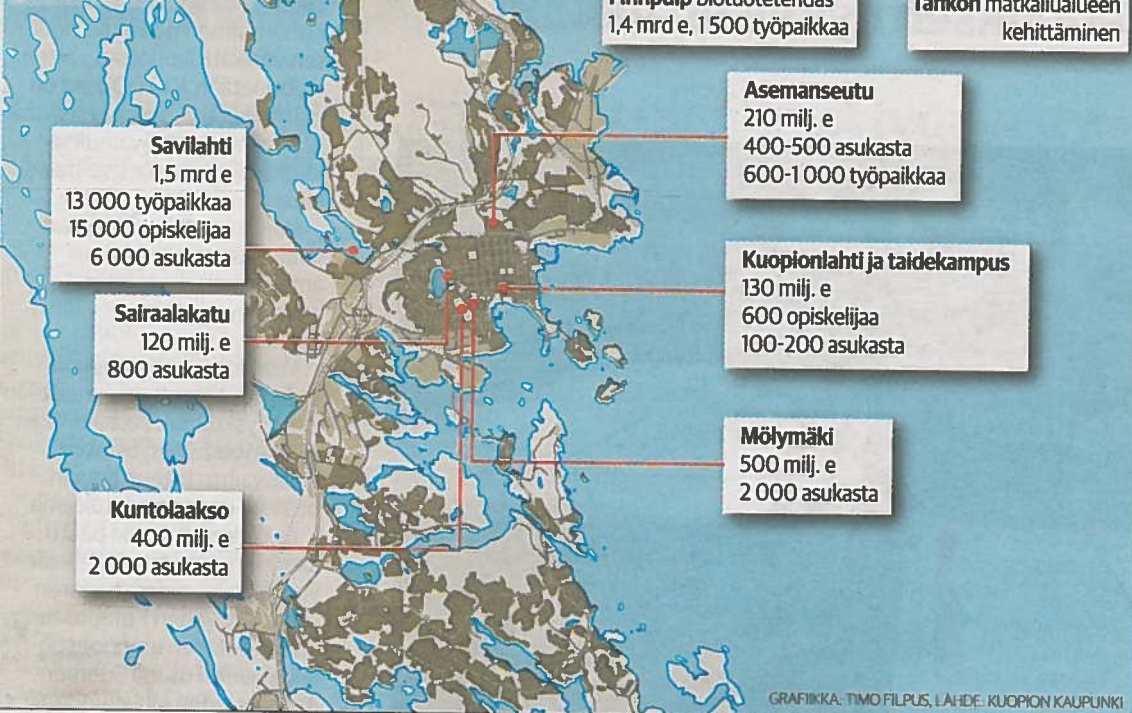 biotuotetehdas
1,4 mrd e, 1 500 työpaikkaa
matkailualueen
kehittäminen
Asemanseutu
210 milj. e
400-500 asukasta
600-1 000 työpaikkaa
Savilahti
1,5 mrd e
13 000 työpaikkaa
15 000 opiskelijaa
6 000 asukasta
Kuopionlahti ja taidekampus
130 milj. e
600 opiskelijaa
100-200 asukasta
Sairaalakatu
120 milj. e
800 asukasta
Mölymäki
500 milj. e
2 000 asukasta
Kuntolaakso
400 milj. e
2 000 asukasta
GRAFIIKKA: TIMO FILPUS, LÄHDE: KUOPION KAUPUNKI